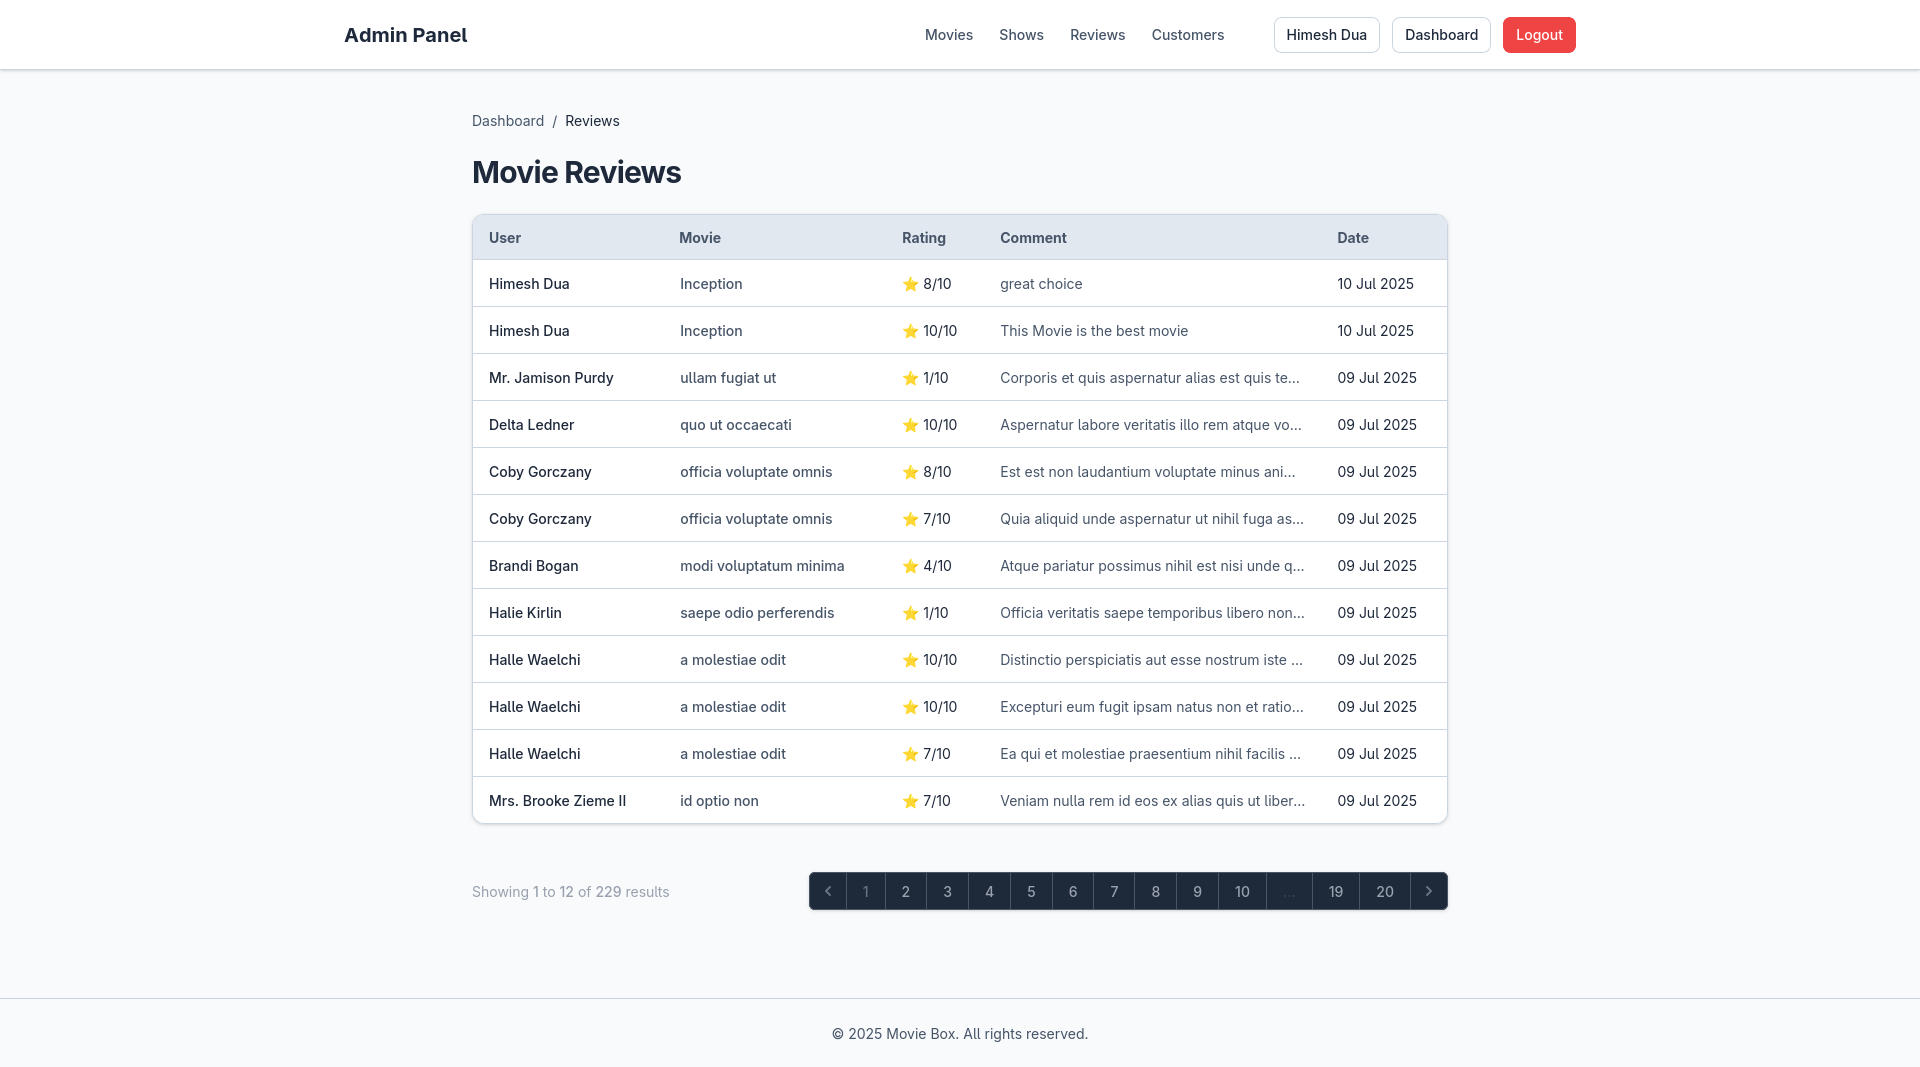 Admin Panel Movies Shows Reviews Customers Himesh Dua Dashboard Logout
Dashboard / Reviews
Movie Reviews
User Movie Rating Comment Date
Himesh Dua Inception ⭐ 8/10 great choice 10 Jul 2025
Himesh Dua Inception ⭐ 10/10 This Movie is the best movie 10 Jul 2025
Mr. Jamison Purdy ullam fugiat ut ⭐ 1/10 Corporis et quis aspernatur alias est quis te... 09 Jul 2025
Delta Ledner quo ut occaecati ⭐ 10/10 Aspernatur labore veritatis illo rem atque vo... 09 Jul 2025
Coby Gorczany officia voluptate omnis ⭐ 8/10 Est est non laudantium voluptate minus ani... 09 Jul 2025
Coby Gorczany officia voluptate omnis ⭐ 7/10 Quia aliquid unde aspernatur ut nihil fuga as... 09 Jul 2025
Brandi Bogan modi voluptatum minima ⭐ 4/10 Atque pariatur possimus nihil est nisi unde q... 09 Jul 2025
Halie Kirlin saepe odio perferendis ⭐ 1/10 Officia veritatis saepe temporibus libero non... 09 Jul 2025
Halle Waelchi a molestiae odit ⭐ 10/10 Distinctio perspiciatis aut esse nostrum iste ... 09 Jul 2025
Halle Waelchi a molestiae odit ⭐ 10/10 Excepturi eum fugit ipsam natus non et ratio... 09 Jul 2025
Halle Waelchi a molestiae odit ⭐ 7/10 Ea qui et molestiae praesentium nihil facilis ... 09 Jul 2025
Mrs. Brooke Zieme II id optio non ⭐ 7/10 Veniam nulla rem id eos ex alias quis ut liber... 09 Jul 2025
Showing 1 to 12 of 229 results 1 2 3 4 5 6 7 8 9 10 ... 19 20
© 2025 Movie Box. All rights reserved.